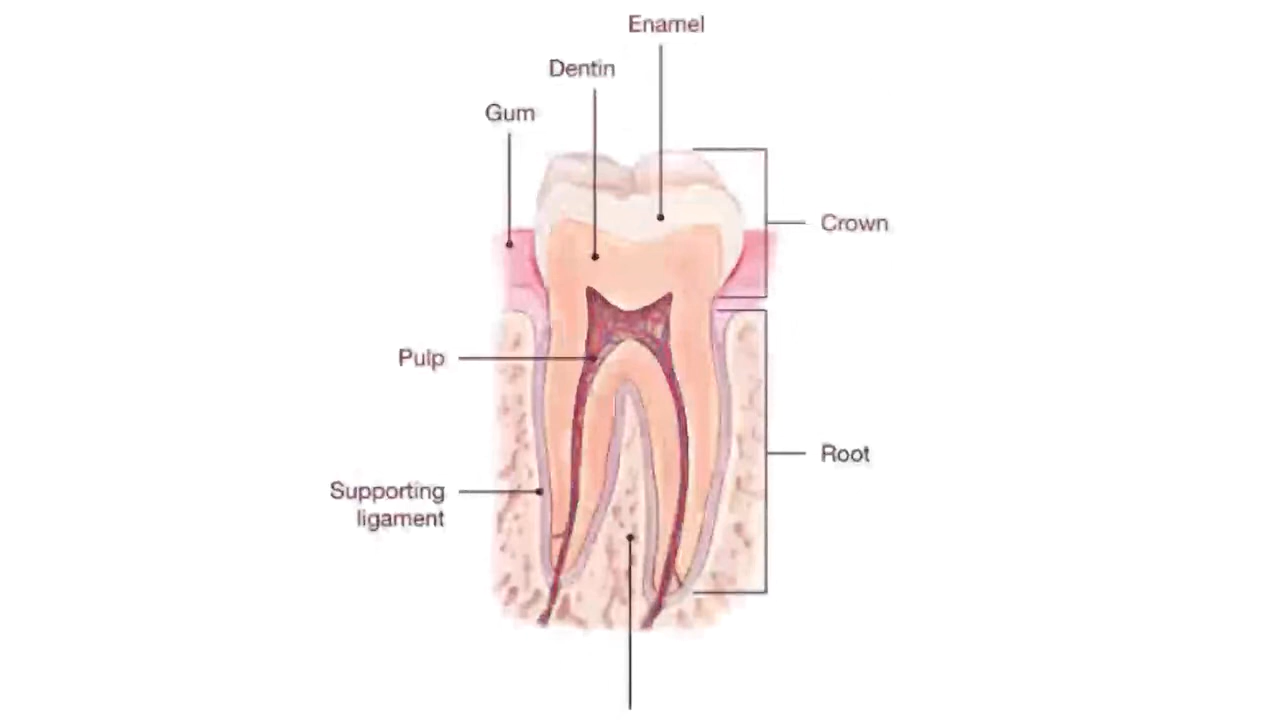 Enamel
Dentin
Gum
Crown
Pulp
Root
Supporting
ligament